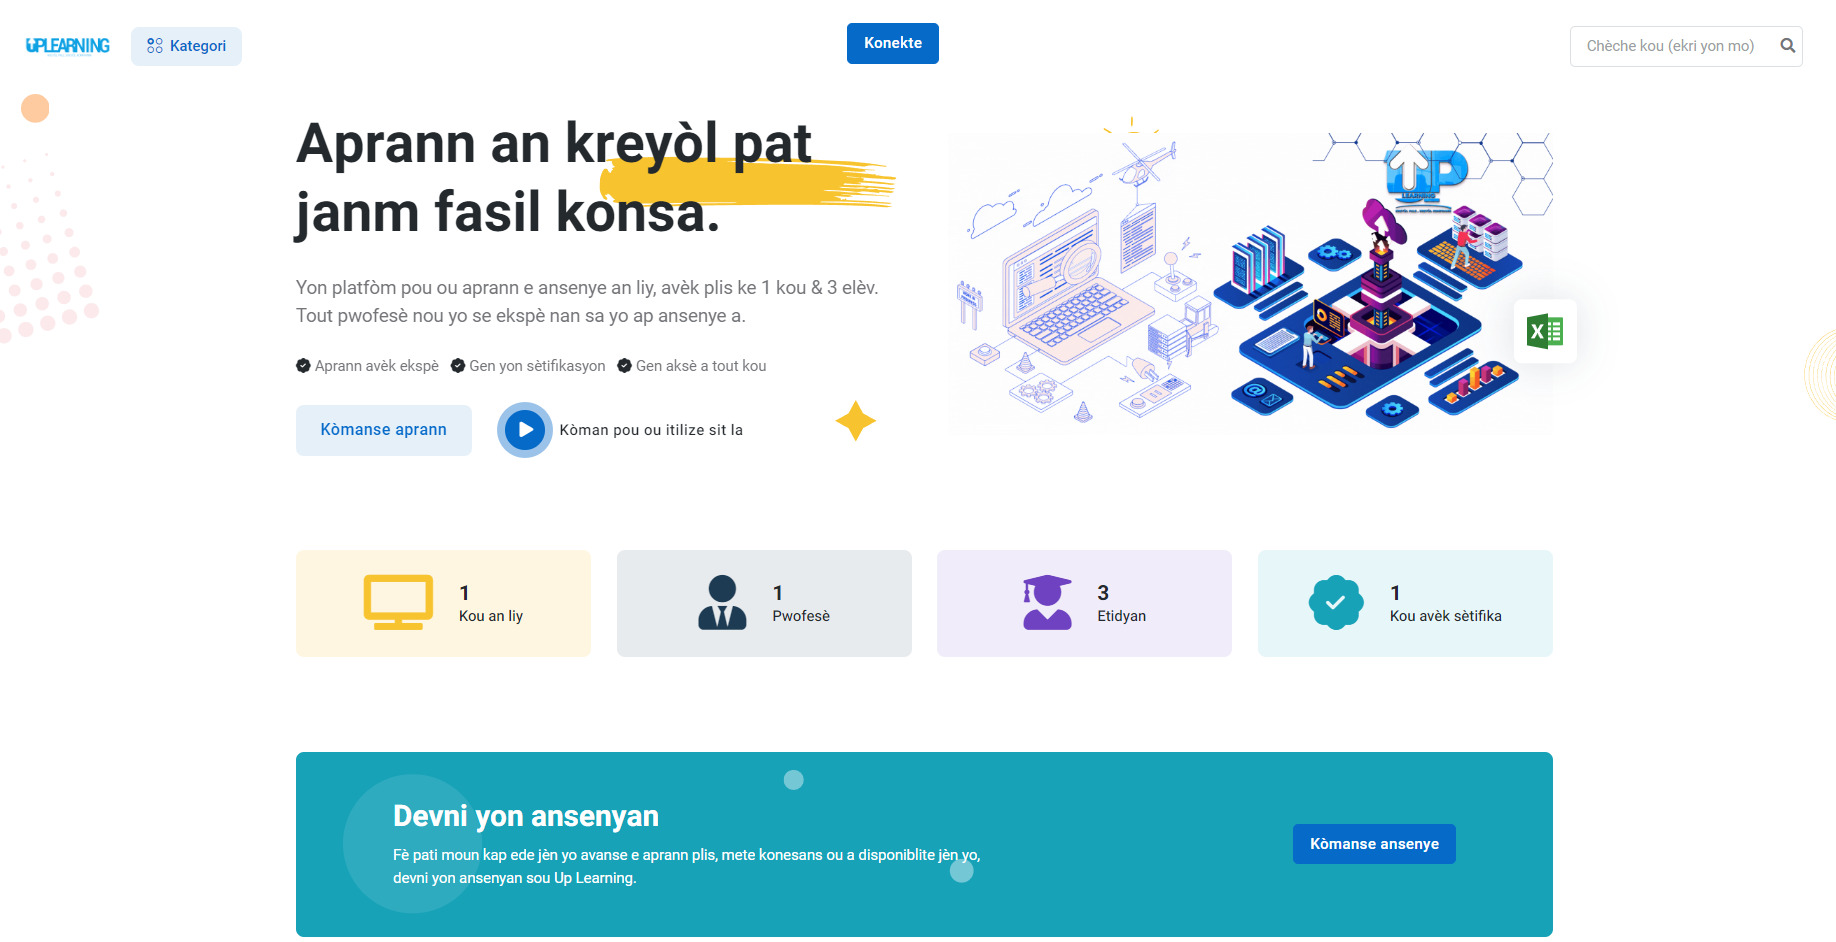 UPLEARNING
Kategori
Konekte
Chèche kou (ekri yon mo)
Aprann an kreyòl pat
janm fasil konsa.
Yon platfòm pou ou aprann e ansenye an liy, avèk plis ke 1 kou & 3 elèv.
Tout pwofesè nou yo se ekspè nan sa yo ap ansenye a.
Aprann avèk ekspè
Gen yon sètifikasyon
Gen aksè a tout kou
Kòmanse aprann
Kòman pou ou itilize sit la
UP
LEARNING
X
1
Kou an liy
1
Pwofesè
3
Etidyan
1
Kou avèk sètifika
Devni yon ansenyan
Fè pati moun kap ede jèn yo avanse e aprann plis, mete konesans ou a disponiblite jèn yo,
devni yon ansenyan sou Up Learning.
Kòmanse ansenye